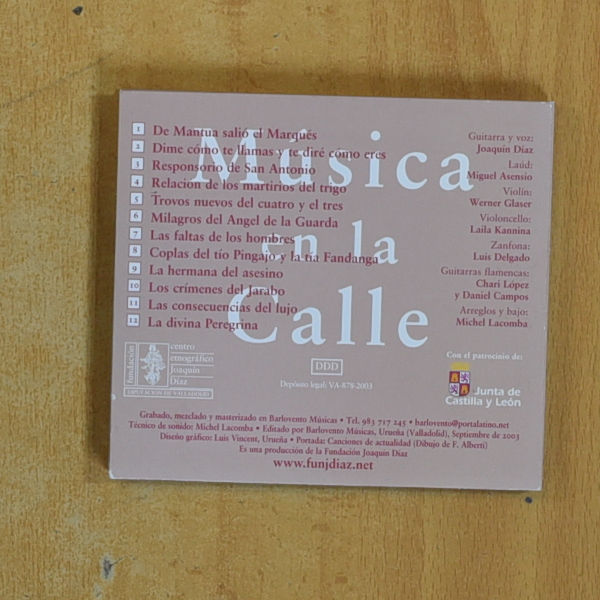 Música
en la
Calle
1 De Mantua salió el Marqués
2 Dime cómo te llamas y te diré cómo eres
3 Responsorio de San Antonio
4 Relación de los martirios del trigo
5 Trovos nuevos del cuatro y el tres
6 Milagros del Angel de la Guarda
7 Las faltas de los hombres
8 Coplas del tío Pingajo y la tía Fandanga
9 La hermana del asesino
10 Los crímenes del Jarabo
11 Las consecuencias del lujo
12 La divina Peregrina
Guitarra y voz:
Joaquín Díaz
Laúd:
Miguel Asensio
Violín:
Werner Glaser
Violoncello:
Laila Kannina
Zanfona:
Luis Delgado
Guitarras flamencas:
Chari López
y Daniel Campos
Arreglos y bajo:
Michel Lacomba
fundación
centro
etnográfico
Joaquín
Díaz
DIPUTACION DE VALLADOLID
DDD
Depósito legal: VA-878-2003
Con el patrocinio de:
Junta de
Castilla y León
Grabado, mezclado y masterizado en Barlovento Músicas • Tel. 983 717 245 • barlovento@portalatino.net
Técnico de sonido: Michel Lacomba • Editado por Barlovento Músicas, Urueña (Valladolid), Septiembre de 2003
Diseño gráfico: Luis Vincent, Urueña • Portada: Canciones de actualidad (Dibujo de F. Alberti)
Es una producción de la Fundación Joaquín Díaz
www.funjdiaz.net